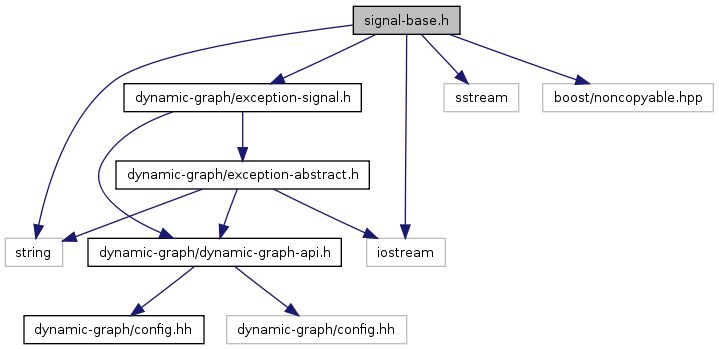 signal-base.h
dynamic-graph/exception-signal.h
sstream
boost/noncopyable.hpp
dynamic-graph/exception-abstract.h
string
dynamic-graph/dynamic-graph-api.h
iostream
dynamic-graph/config.hh
dynamic-graph/config.hh